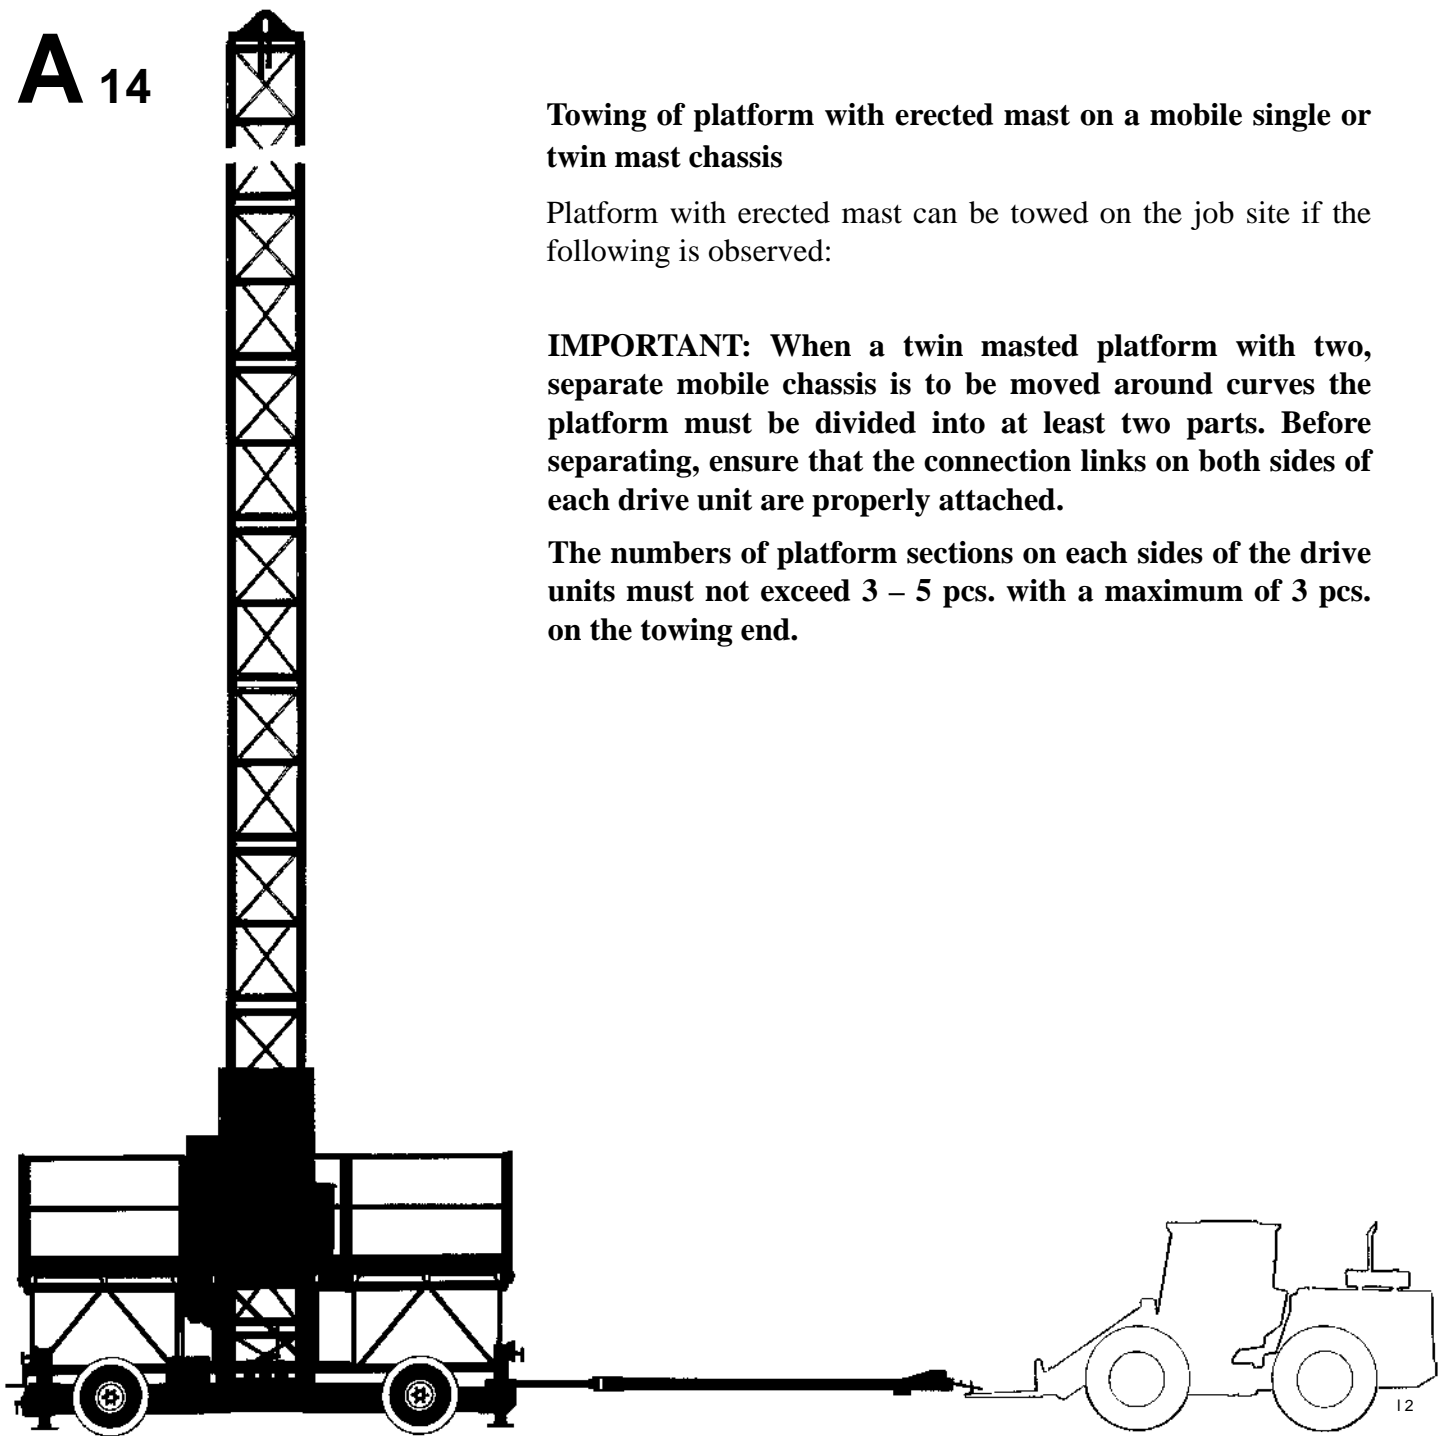 A 14
Towing of platform with erected mast on a mobile single or
twin mast chassis
Platform with erected mast can be towed on the job site if the
following is observed:
IMPORTANT: When a twin masted platform with two,
separate mobile chassis is to be moved around curves the
platform must be divided into at least two parts. Before
separating, ensure that the connection links on both sides of
each drive unit are properly attached.
The numbers of platform sections on each sides of the drive
units must not exceed 3 – 5 pcs. with a maximum of 3 pcs.
on the towing end.
12